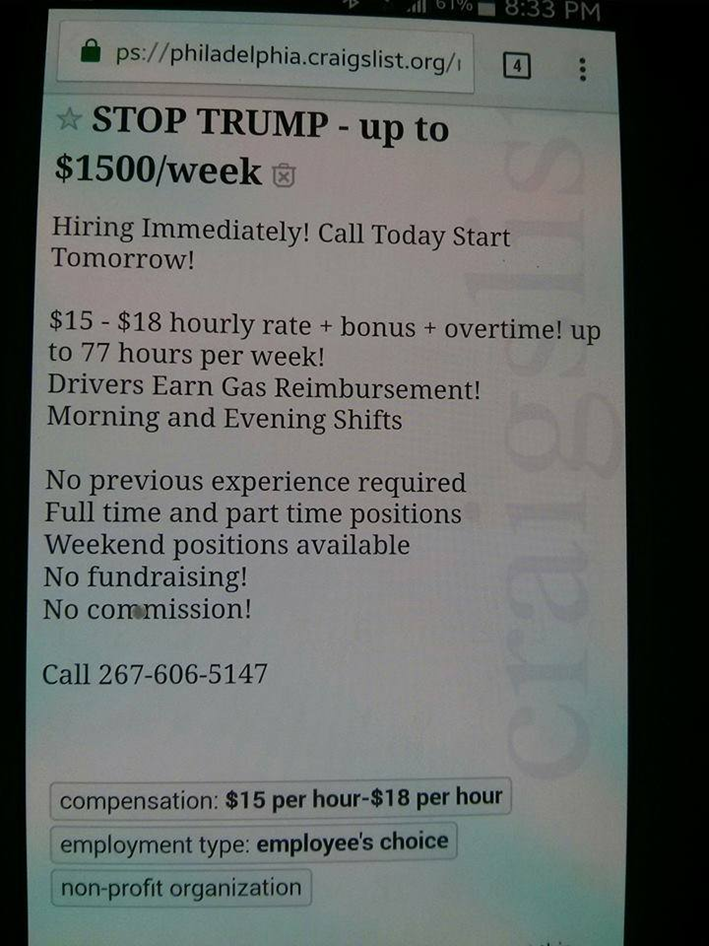 61% 8:33 PM
ps://philadelphia.craigslist.org/
4
STOP TRUMP - up to
$1500/week
Hiring Immediately! Call Today Start
Tomorrow!
$15 - $18 hourly rate + bonus + overtime! up
to 77 hours per week!
Drivers Earn Gas Reimbursement!
Morning and Evening Shifts
No previous experience required
Full time and part time positions
Weekend positions available
No fundraising!
No commission!
Call 267-606-5147
compensation: $15 per hour-$18 per hour
employment type: employee's choice
non-profit organization
craigslist